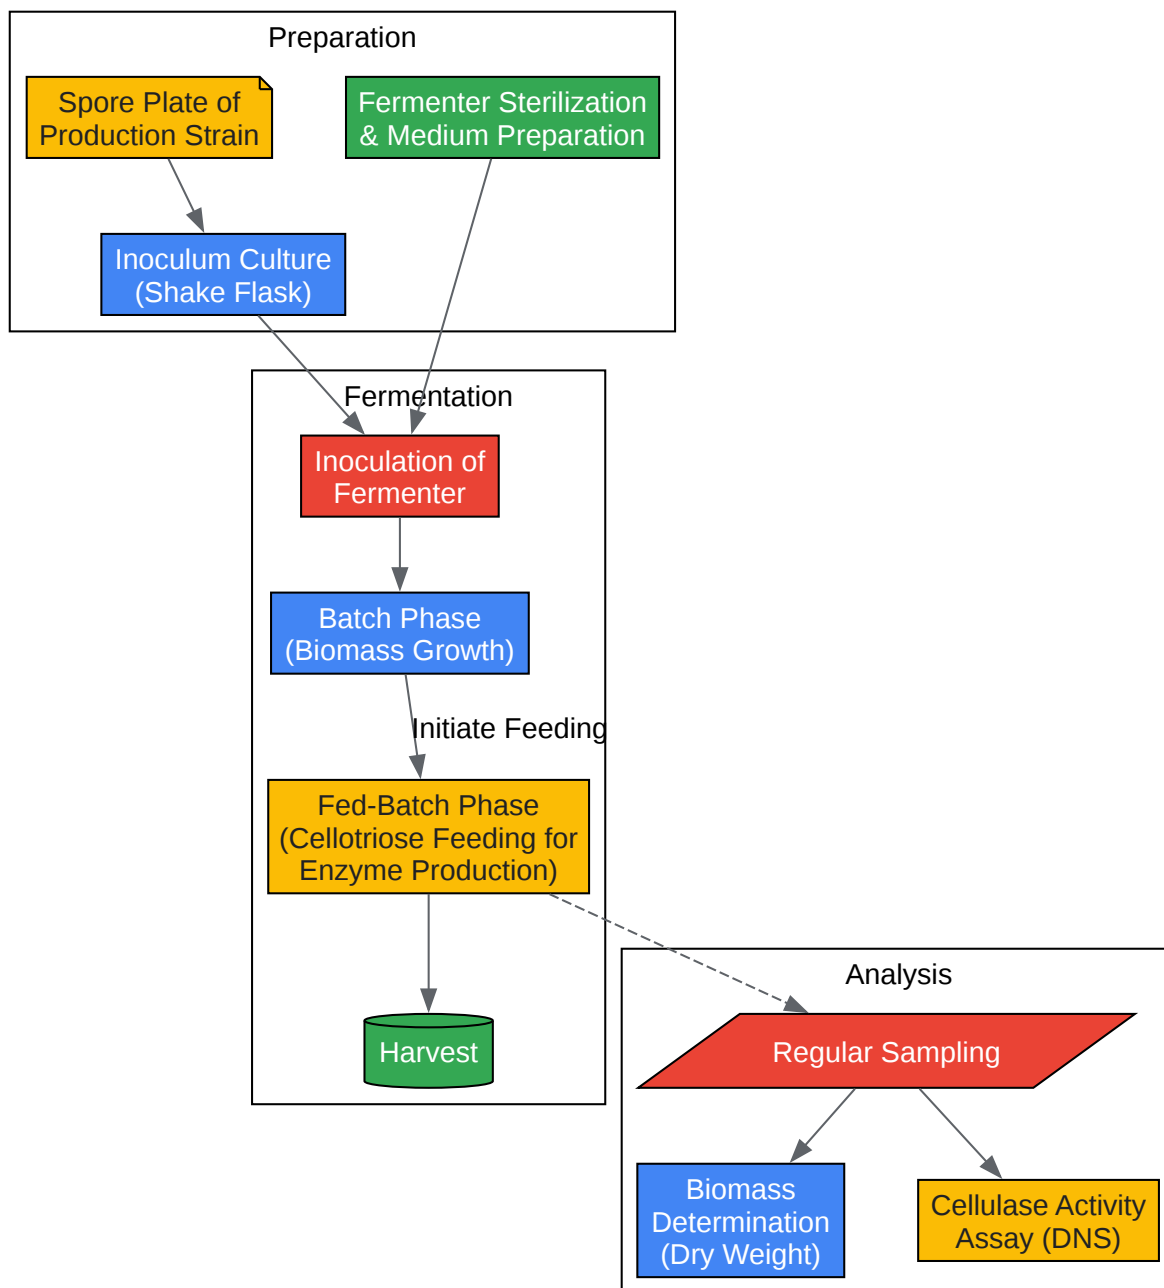 Preparation
Spore Plate of
Production Strain
Fermenter Sterilization
& Medium Preparation
Inoculum Culture
(Shake Flask)
Fermentation
Inoculation of
Fermenter
Batch Phase
(Biomass Growth)
Initiate Feeding
Fed-Batch Phase
(Cellotriose Feeding for
Enzyme Production)
Harvest
Analysis
Regular Sampling
Biomass
Determination
(Dry Weight)
Cellulase Activity
Assay (DNS)